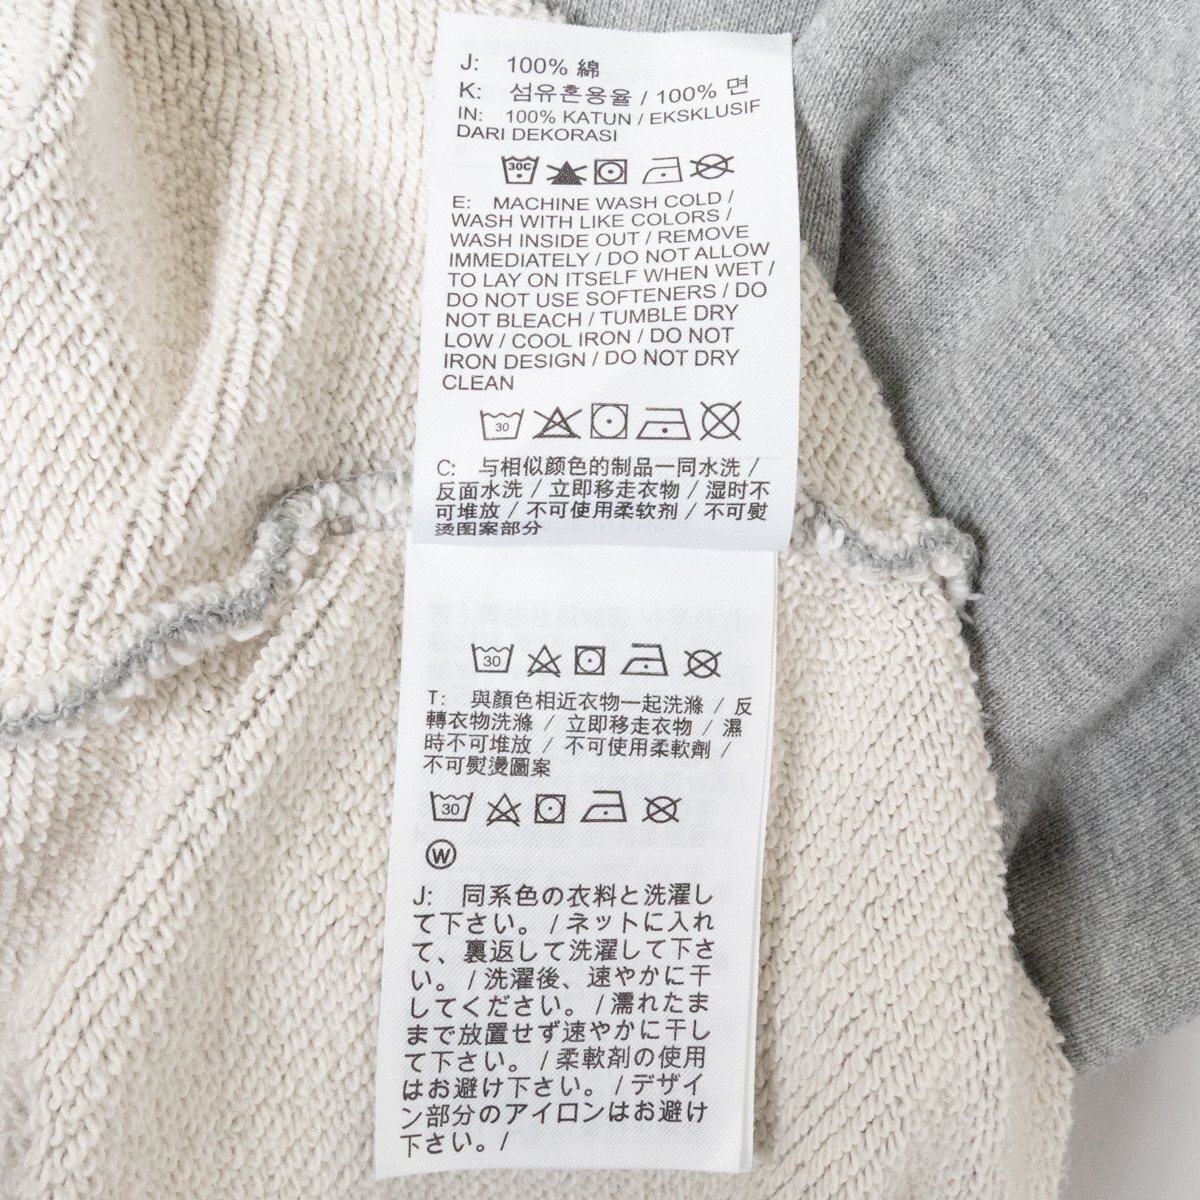 J: 100% 綿
K: 섬유혼용율 / 100% 면
IN: 100% KATUN / EKSKLUSIF
DARI DEKORASI
30C
E: MACHINE WASH COLD /
WASH WITH LIKE COLORS /
WASH INSIDE OUT / REMOVE
IMMEDIATELY / DO NOT ALLOW
TO LAY ON ITSELF WHEN WET /
DO NOT USE SOFTENERS / DO
NOT BLEACH / TUMBLE DRY
LOW / COOL IRON / DO NOT
IRON DESIGN / DO NOT DRY
CLEAN
30
C: 与相似颜色的制品一同水洗 /
反面水洗 / 立即移走衣物 / 湿时不
可堆放 / 不可使用柔软剂 / 不可熨
烫图案部分
30
T: 與顏色相近衣物一起洗滌 / 反
轉衣物洗滌 / 立即移走衣物 / 濕
時不可堆放 / 不可使用柔軟劑 /
不可熨燙圖案
30
W
J: 同系色の衣料と洗濯し
て下さい。 / ネットに入れ
て、裏返して洗濯して下さ
い。 / 洗濯後、速やかに干
してください。 / 濡れたま
まで放置せず速やかに干し
て下さい。 / 柔軟剤の使用
はお避け下さい。 / デザイ
ン部分のアイロンはお避け
下さい。 /